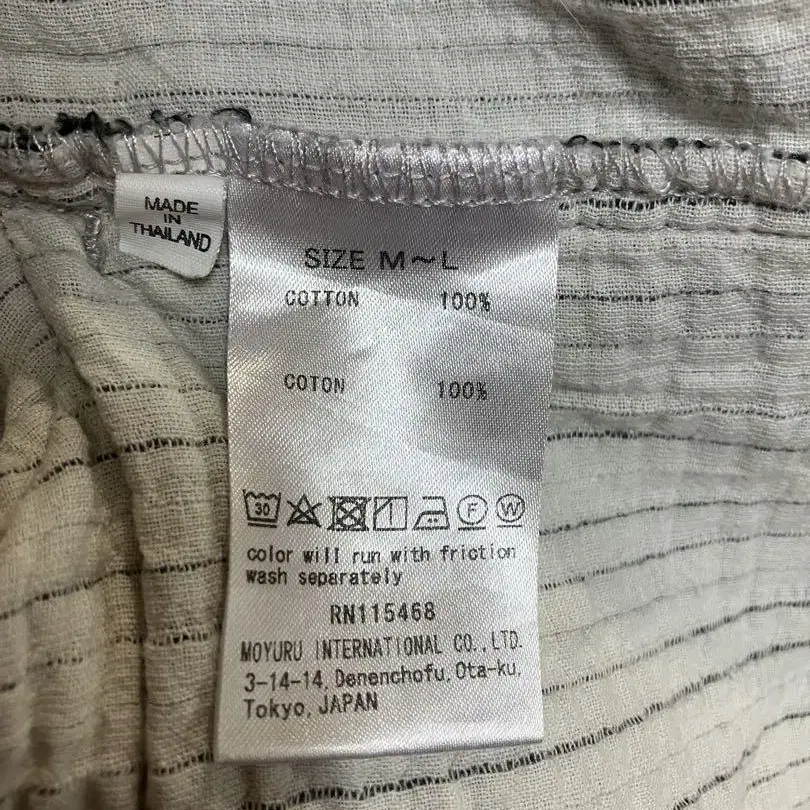 MADE
IN
THAILAND
SIZE M~L
COTTON 100%
COTON 100%
30 F W
color will run with friction
wash separately
RN115468
MOYURU INTERNATIONAL CO.,LTD.
3-14-14, Denenchofu, Ota-ku,
Tokyo, JAPAN